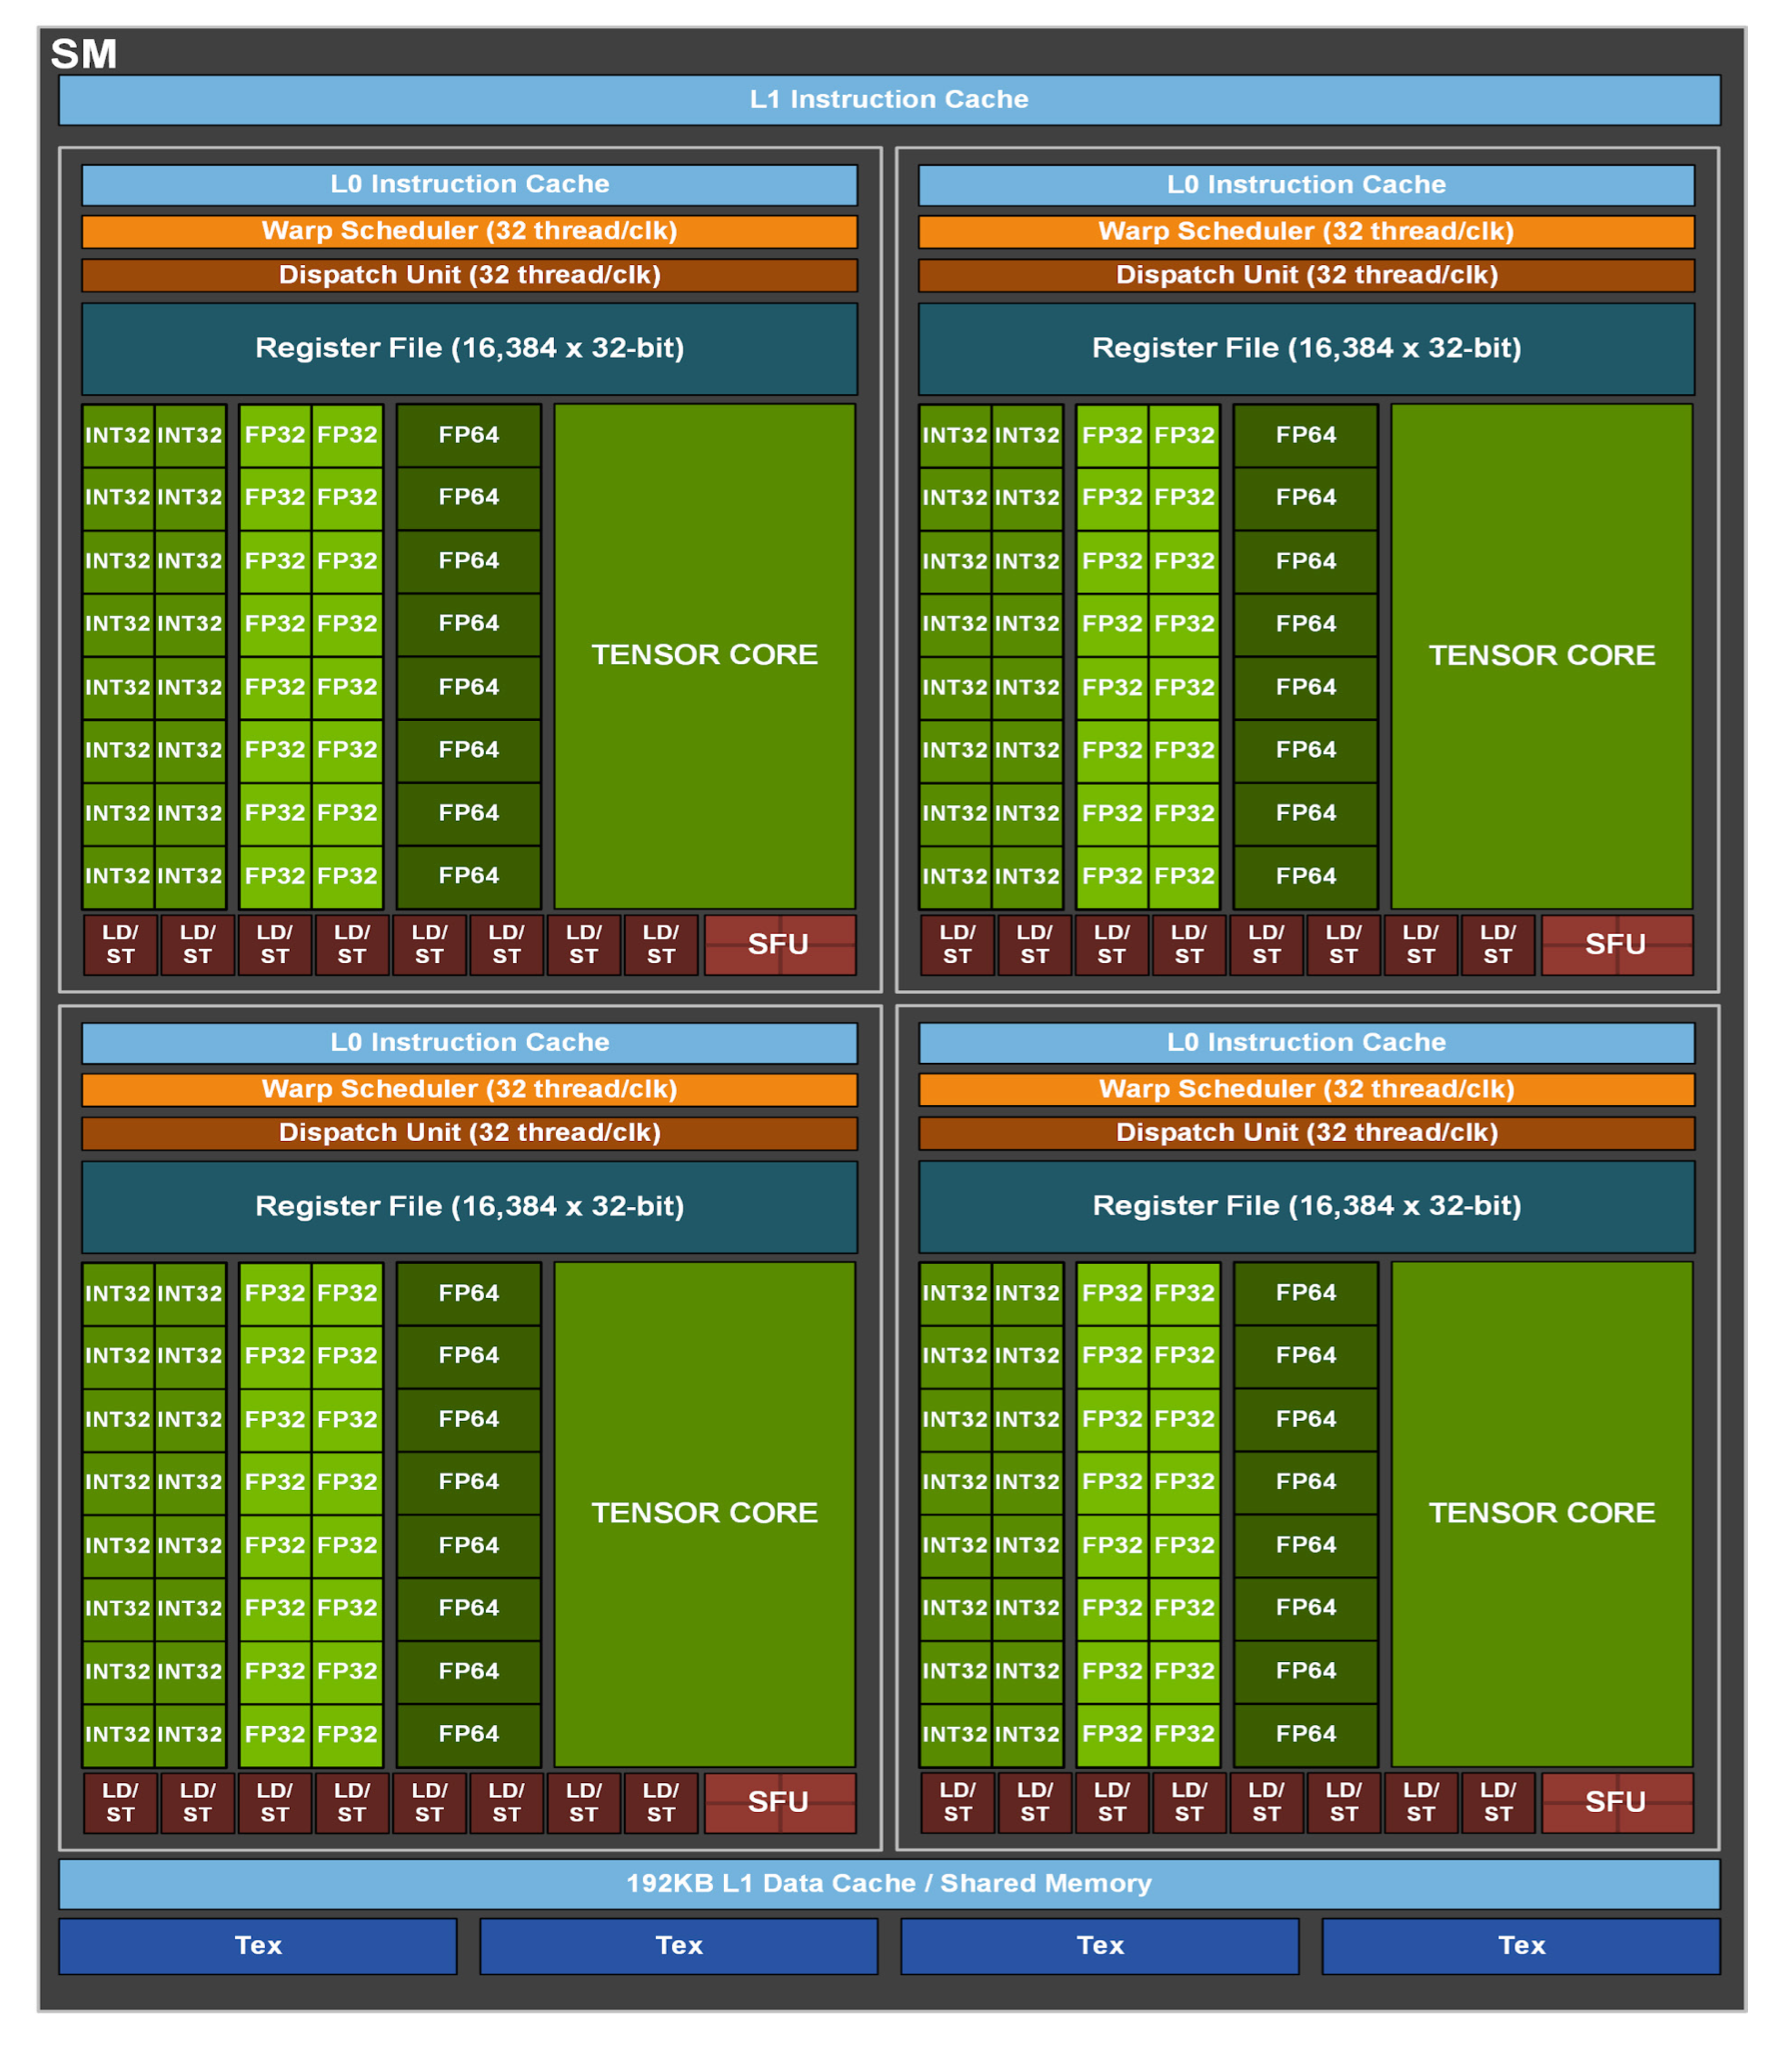 SM
L1 Instruction Cache
L0 Instruction Cache
Warp Scheduler (32 thread/clk)
Dispatch Unit (32 thread/clk)
Register File (16,384 x 32-bit)
INT32 INT32 FP32 FP32 FP64
INT32 INT32 FP32 FP32 FP64
INT32 INT32 FP32 FP32 FP64
INT32 INT32 FP32 FP32 FP64
TENSOR CORE
INT32 INT32 FP32 FP32 FP64
INT32 INT32 FP32 FP32 FP64
INT32 INT32 FP32 FP32 FP64
INT32 INT32 FP32 FP32 FP64
LD/ LD/ LD/ LD/ LD/ LD/ LD/ LD/
ST ST ST ST ST ST ST ST
SFU
L0 Instruction Cache
Warp Scheduler (32 thread/clk)
Dispatch Unit (32 thread/clk)
Register File (16,384 x 32-bit)
INT32 INT32 FP32 FP32 FP64
INT32 INT32 FP32 FP32 FP64
INT32 INT32 FP32 FP32 FP64
INT32 INT32 FP32 FP32 FP64
TENSOR CORE
INT32 INT32 FP32 FP32 FP64
INT32 INT32 FP32 FP32 FP64
INT32 INT32 FP32 FP32 FP64
INT32 INT32 FP32 FP32 FP64
LD/ LD/ LD/ LD/ LD/ LD/ LD/ LD/
ST ST ST ST ST ST ST ST
SFU
L0 Instruction Cache
Warp Scheduler (32 thread/clk)
Dispatch Unit (32 thread/clk)
Register File (16,384 x 32-bit)
INT32 INT32 FP32 FP32 FP64
INT32 INT32 FP32 FP32 FP64
INT32 INT32 FP32 FP32 FP64
INT32 INT32 FP32 FP32 FP64
TENSOR CORE
INT32 INT32 FP32 FP32 FP64
INT32 INT32 FP32 FP32 FP64
INT32 INT32 FP32 FP32 FP64
INT32 INT32 FP32 FP32 FP64
LD/ LD/ LD/ LD/ LD/ LD/ LD/ LD/
ST ST ST ST ST ST ST ST
SFU
L0 Instruction Cache
Warp Scheduler (32 thread/clk)
Dispatch Unit (32 thread/clk)
Register File (16,384 x 32-bit)
INT32 INT32 FP32 FP32 FP64
INT32 INT32 FP32 FP32 FP64
INT32 INT32 FP32 FP32 FP64
INT32 INT32 FP32 FP32 FP64
TENSOR CORE
INT32 INT32 FP32 FP32 FP64
INT32 INT32 FP32 FP32 FP64
INT32 INT32 FP32 FP32 FP64
INT32 INT32 FP32 FP32 FP64
LD/ LD/ LD/ LD/ LD/ LD/ LD/ LD/
ST ST ST ST ST ST ST ST
SFU
192KB L1 Data Cache / Shared Memory
Tex Tex Tex Tex